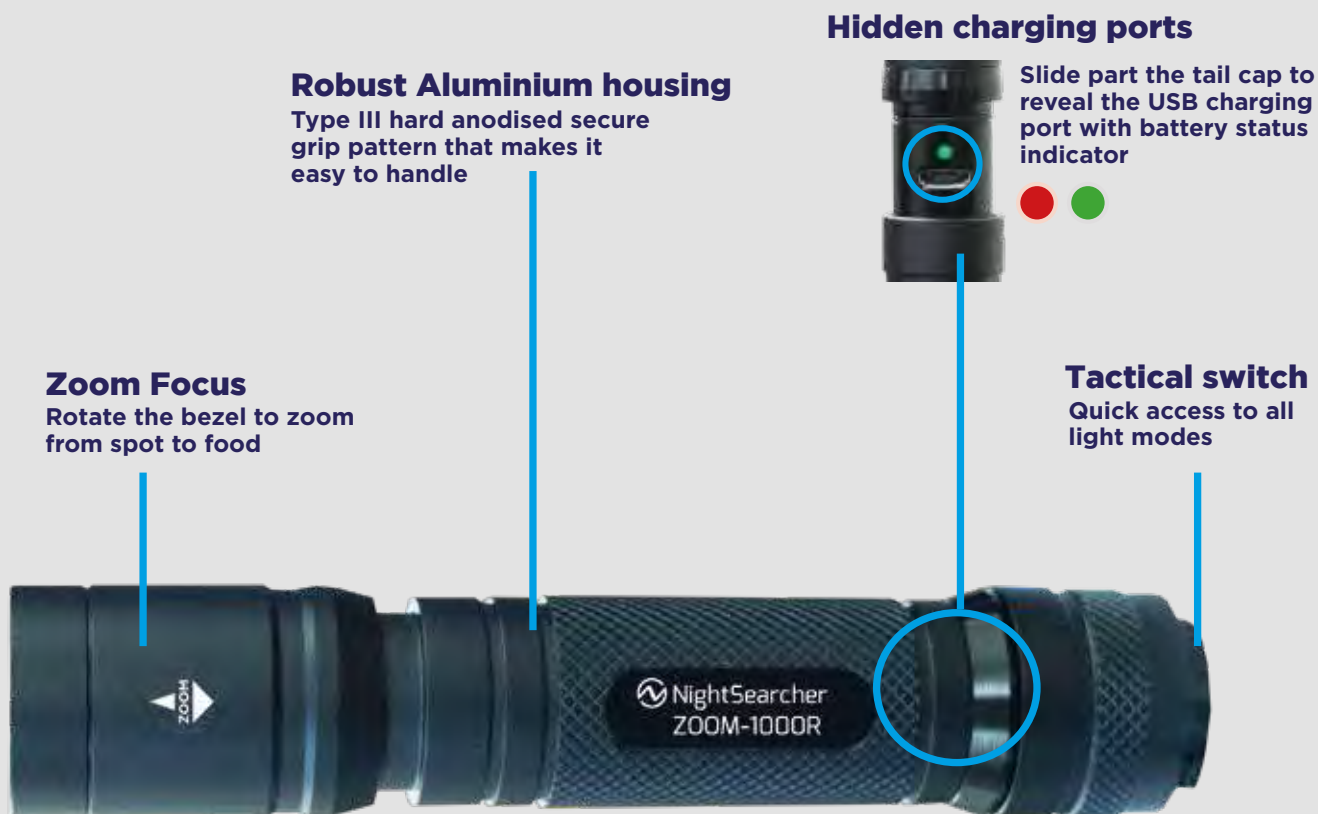 Hidden charging ports
Slide part the tail cap to
reveal the USB charging
port with battery status
indicator
Robust Aluminium housing
Type III hard anodised secure
grip pattern that makes it
easy to handle
Zoom Focus
Rotate the bezel to zoom
from spot to food
Tactical switch
Quick access to all
light modes
ZOOM
NightSearcher
ZOOM-1000R